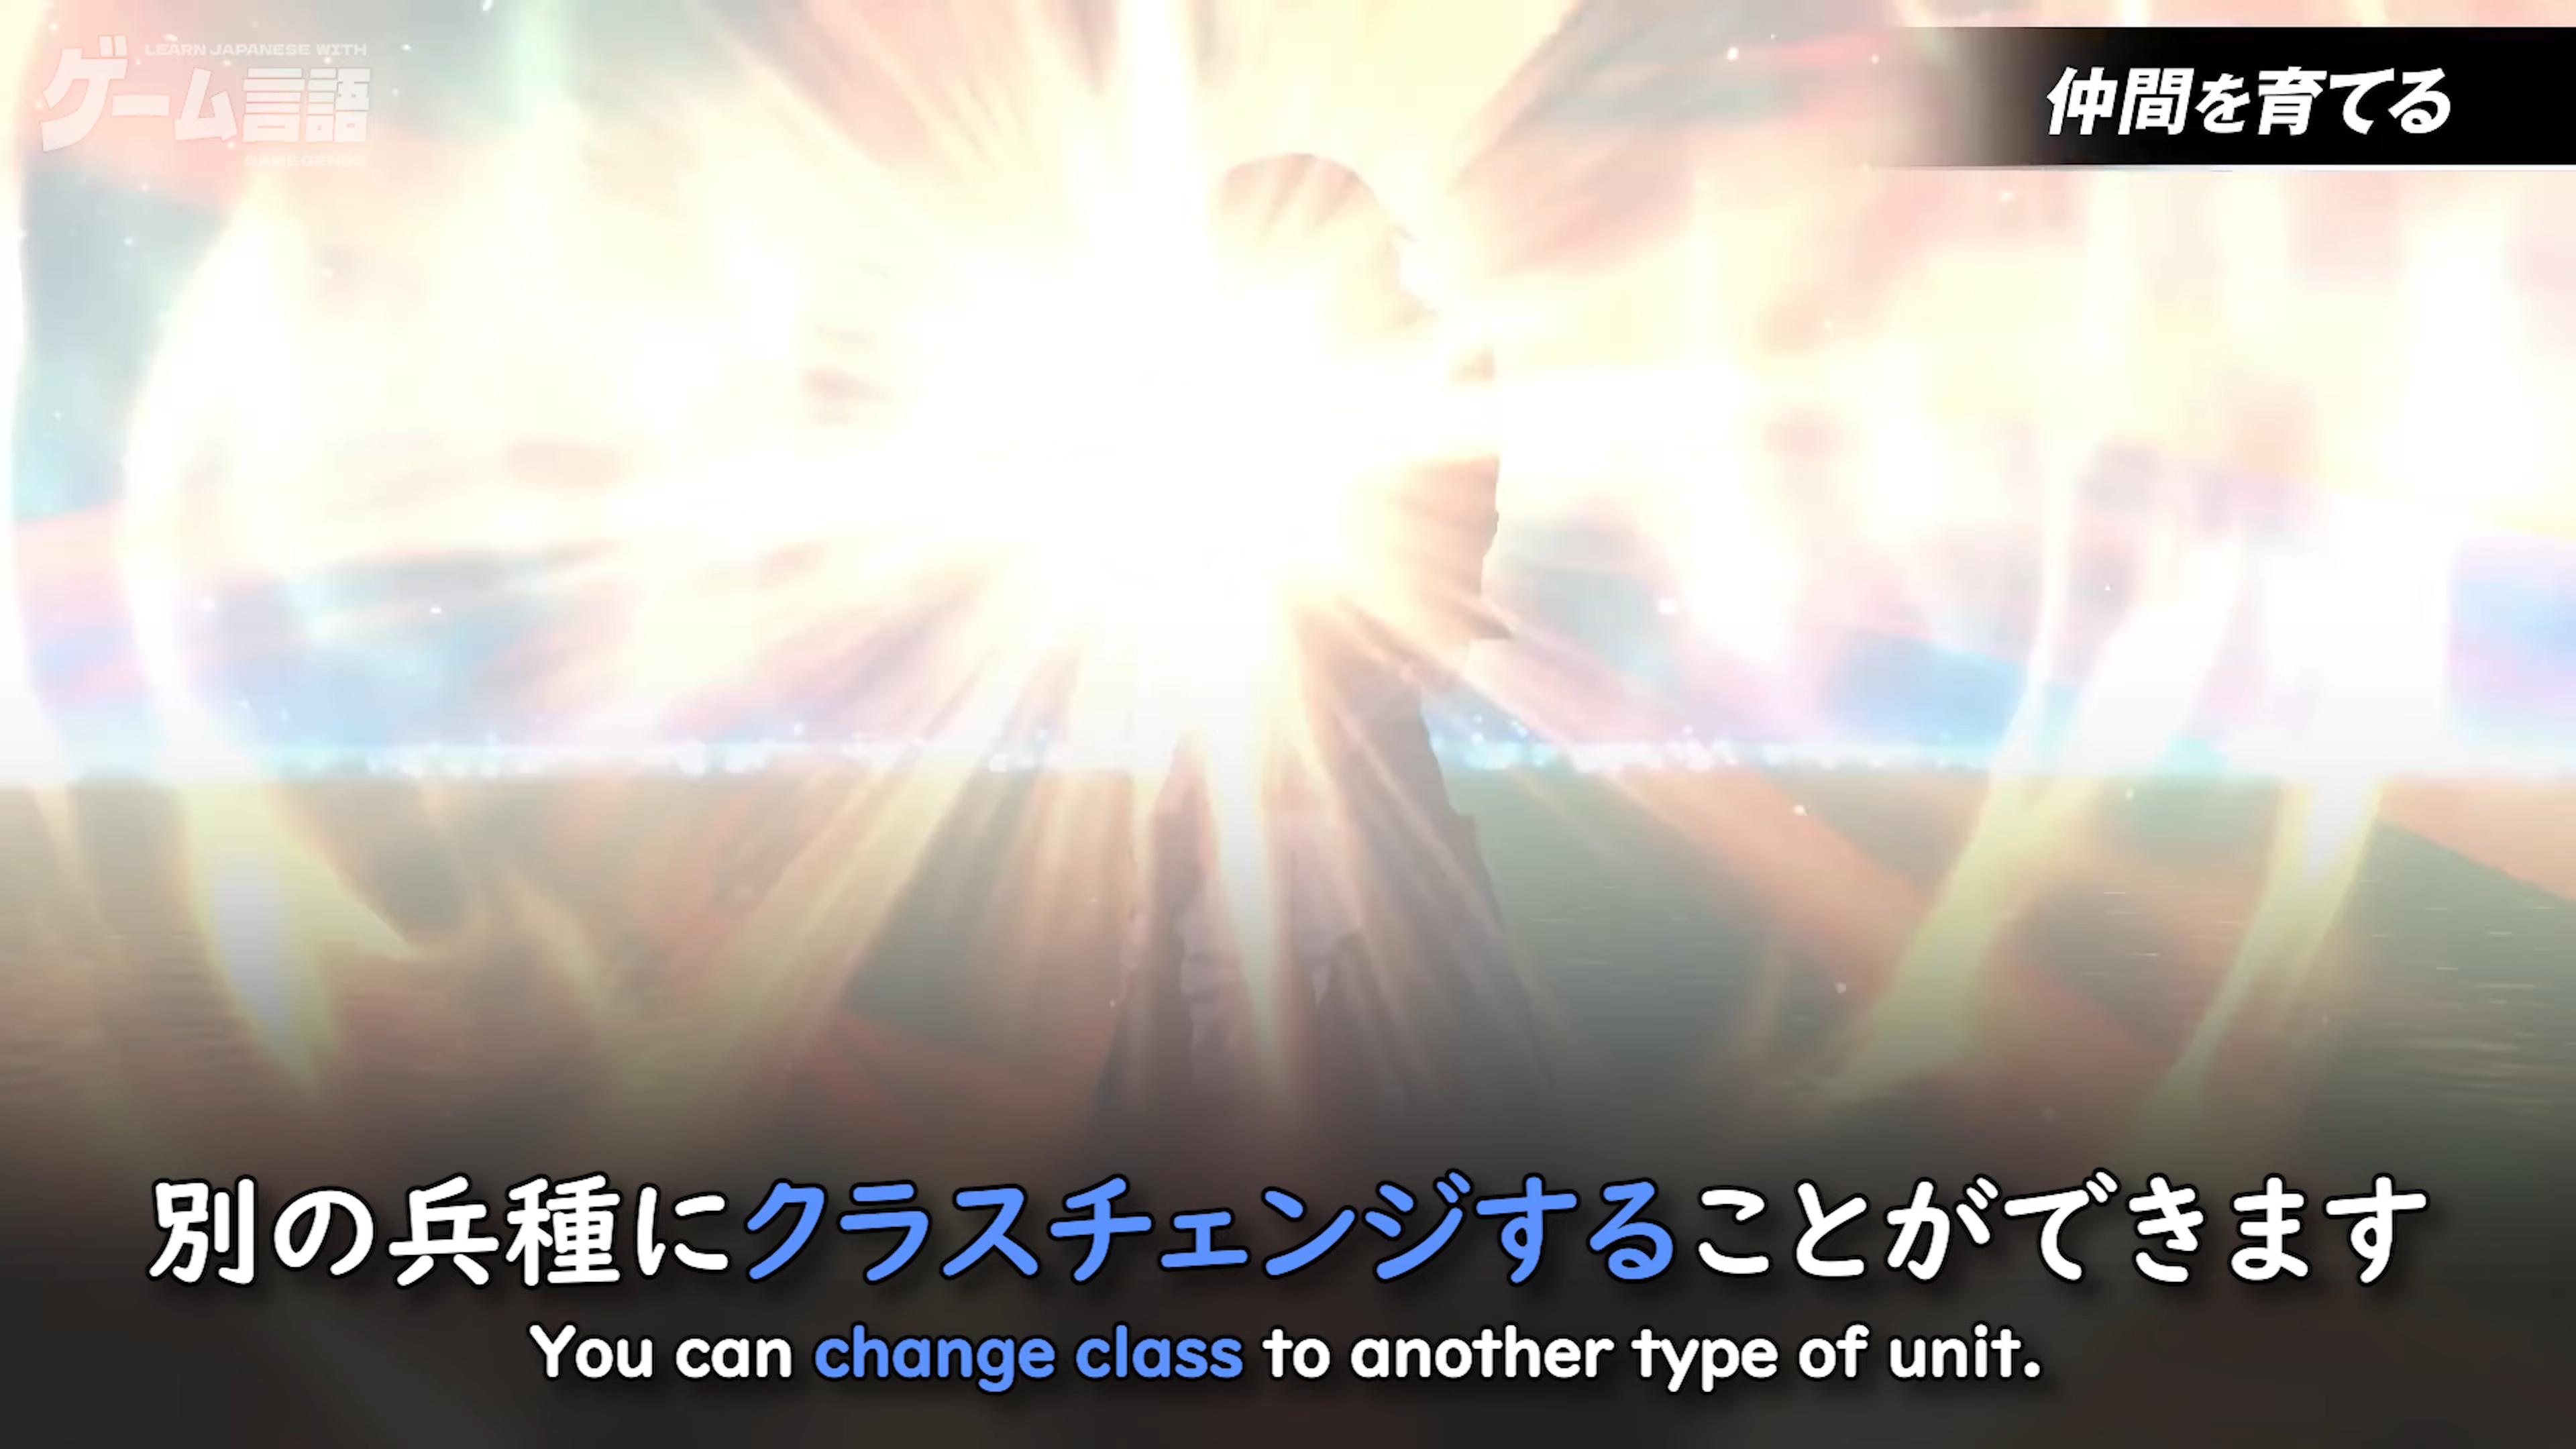 LEARN JAPANESE WITH
ゲーム言語
GAME GENGO
仲間を育てる
別の兵種にクラスチェンジすることができます
You can change class to another type of unit.